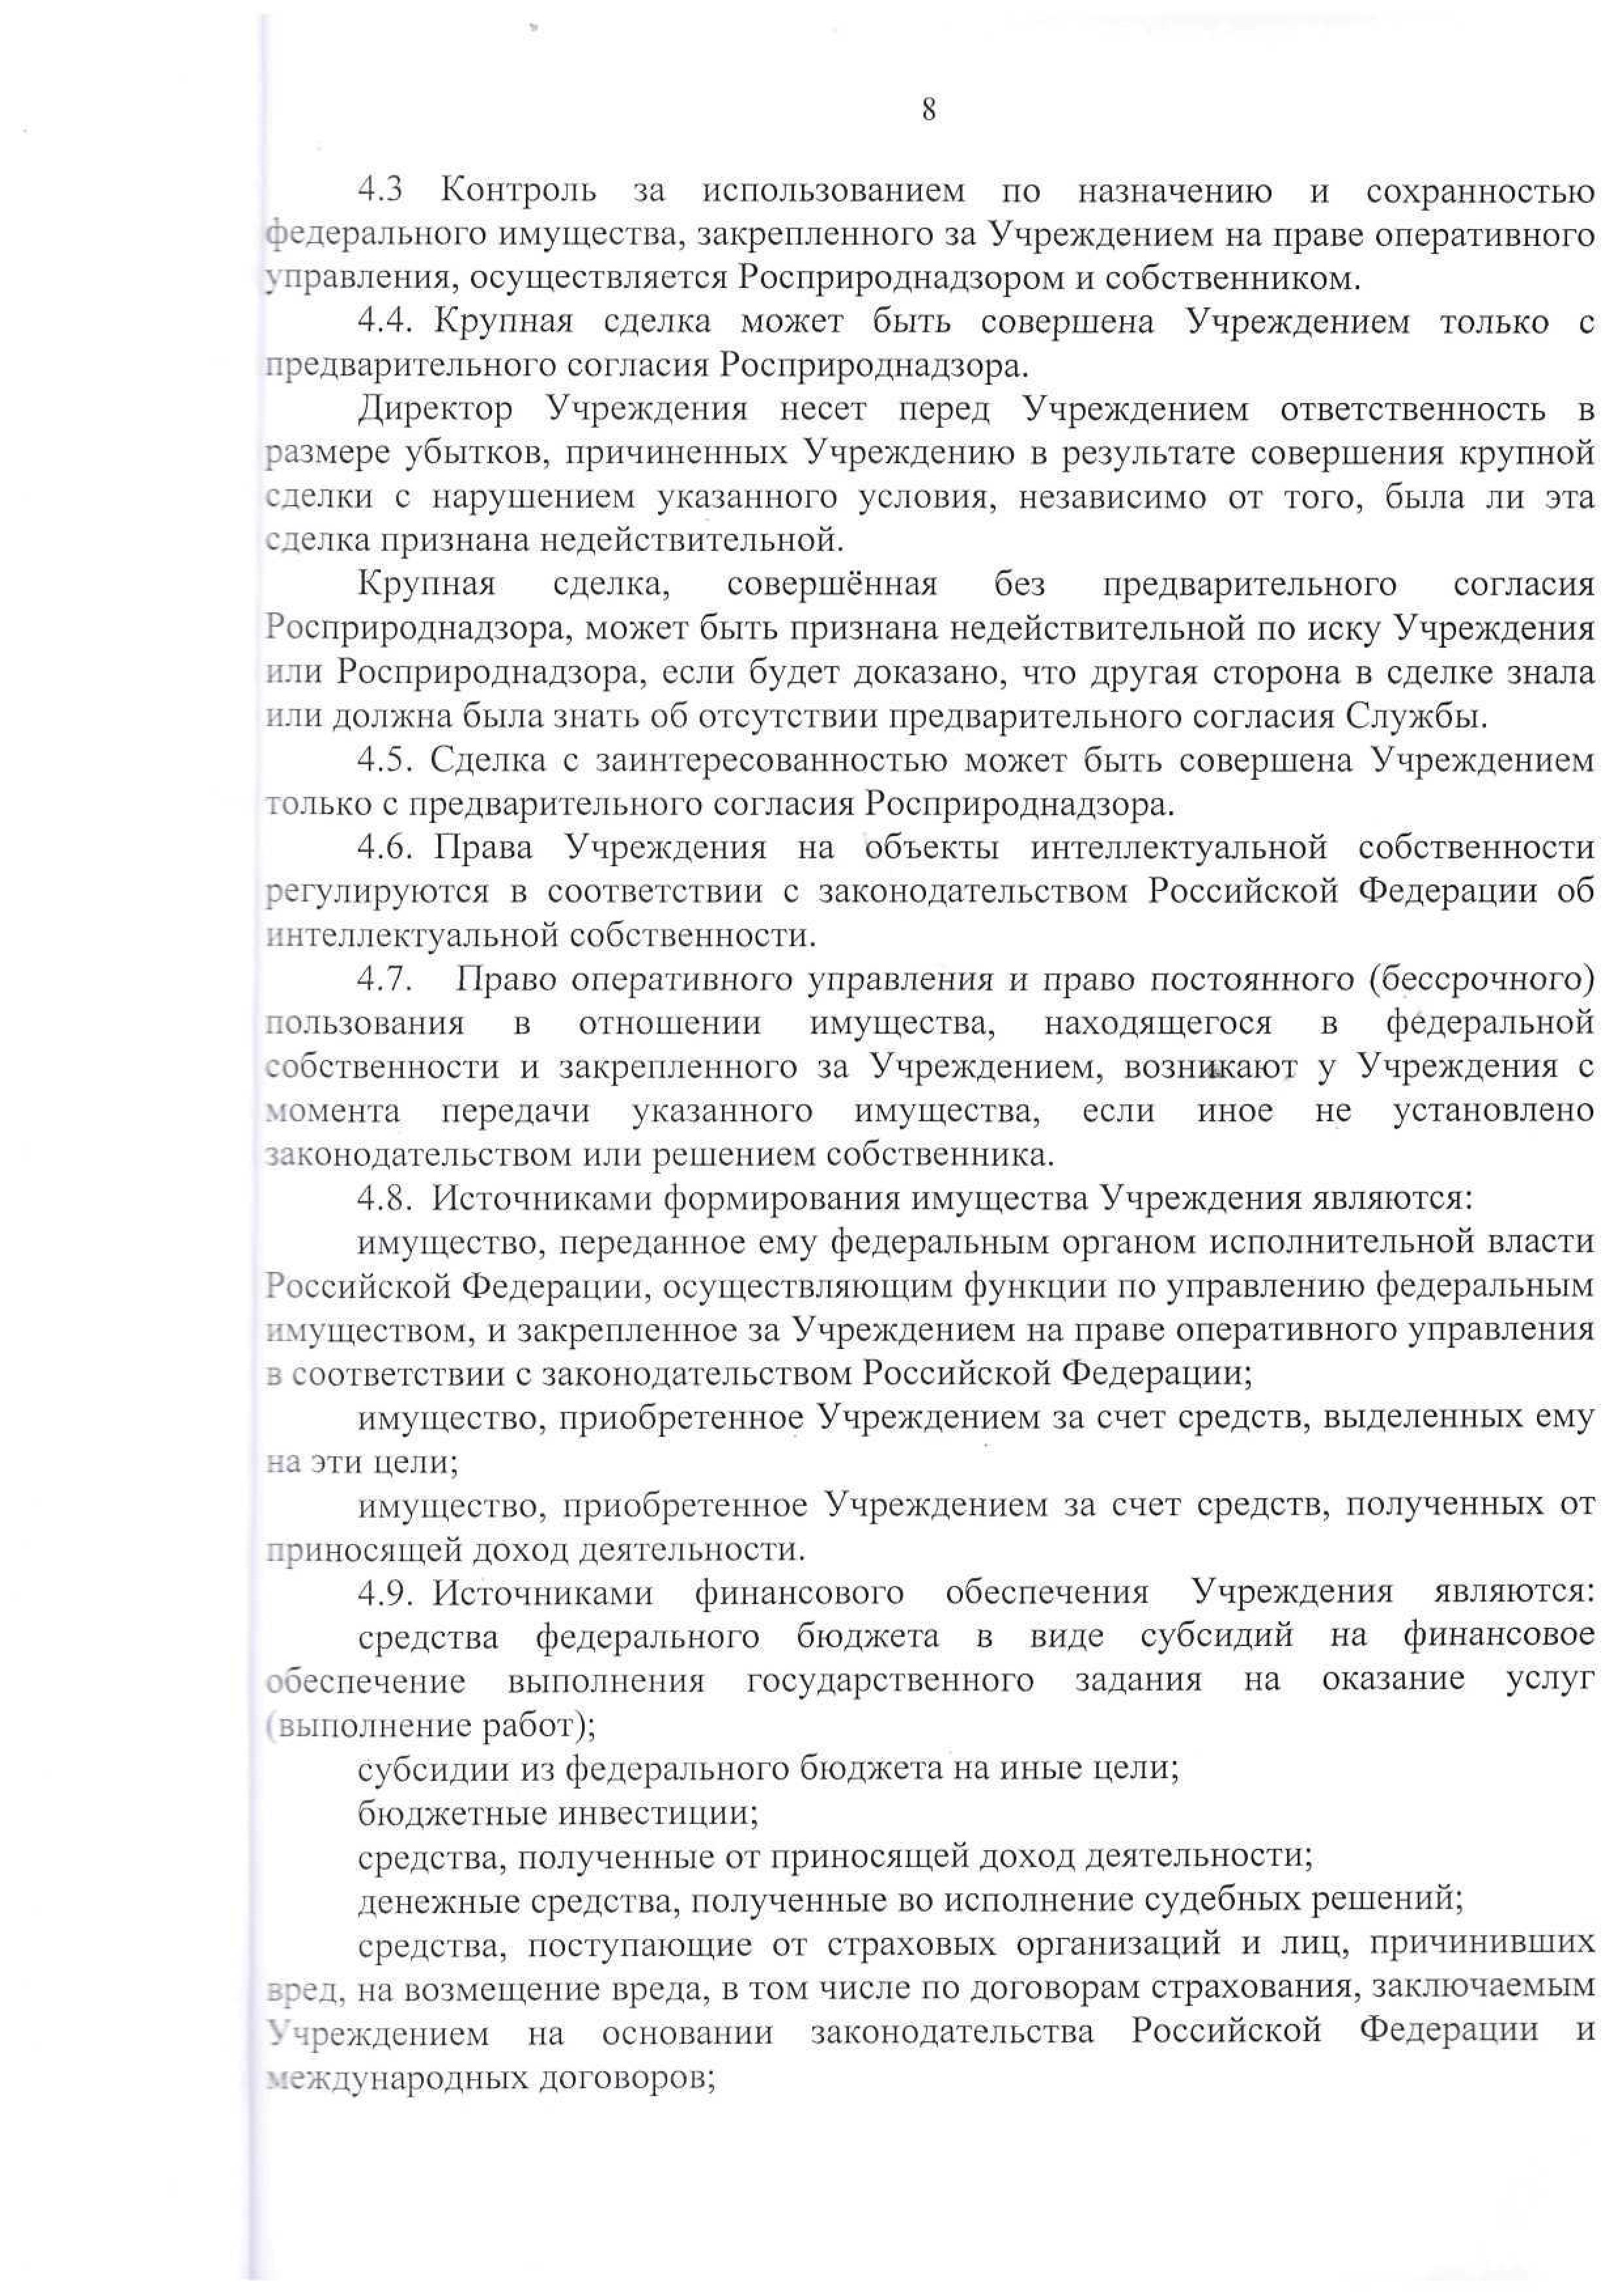 8
4.3 Контроль за использованием по назначению и сохранностью
федерального имущества, закрепленного за Учреждением на праве оперативного
управления, осуществляется Росприроднадзором и собственником.
4.4. Крупная сделка может быть совершена Учреждением только с
предварительного согласия Росприроднадзора.
Директор Учреждения несет перед Учреждением ответственность в
размере убытков, причиненных Учреждению в результате совершения крупной
сделки с нарушением указанного условия, независимо от того, была ли эта
сделка признана недействительной.
Крупная сделка, совершённая без предварительного согласия
Росприроднадзора, может быть признана недействительной по иску Учреждения
или Росприроднадзора, если будет доказано, что другая сторона в сделке знала
или должна была знать об отсутствии предварительного согласия Службы.
4.5. Сделка с заинтересованностью может быть совершена Учреждением
только с предварительного согласия Росприроднадзора.
4.6. Права Учреждения на объекты интеллектуальной собственности
регулируются в соответствии с законодательством Российской Федерации об
интеллектуальной собственности.
4.7. Право оперативного управления и право постоянного (бессрочного)
пользования в отношении имущества, находящегося в федеральной
собственности и закрепленного за Учреждением, возникают у Учреждения с
момента передачи указанного имущества, если иное не установлено
законодательством или решением собственника.
4.8. Источниками формирования имущества Учреждения являются:
имущество, переданное ему федеральным органом исполнительной власти
Российской Федерации, осуществляющим функции по управлению федеральным
имуществом, и закрепленное за Учреждением на праве оперативного управления
в соответствии с законодательством Российской Федерации;
имущество, приобретенное Учреждением за счет средств, выделенных ему
на эти цели;
имущество, приобретенное Учреждением за счет средств, полученных от
приносящей доход деятельности.
4.9. Источниками финансового обеспечения Учреждения являются:
средства федерального бюджета в виде субсидий на финансовое
обеспечение выполнения государственного задания на оказание услуг
(выполнение работ);
субсидии из федерального бюджета на иные цели;
бюджетные инвестиции;
средства, полученные от приносящей доход деятельности;
денежные средства, полученные во исполнение судебных решений;
средства, поступающие от страховых организаций и лиц, причинивших
вред, на возмещение вреда, в том числе по договорам страхования, заключаемым
Учреждением на основании законодательства Российской Федерации и
международных договоров;